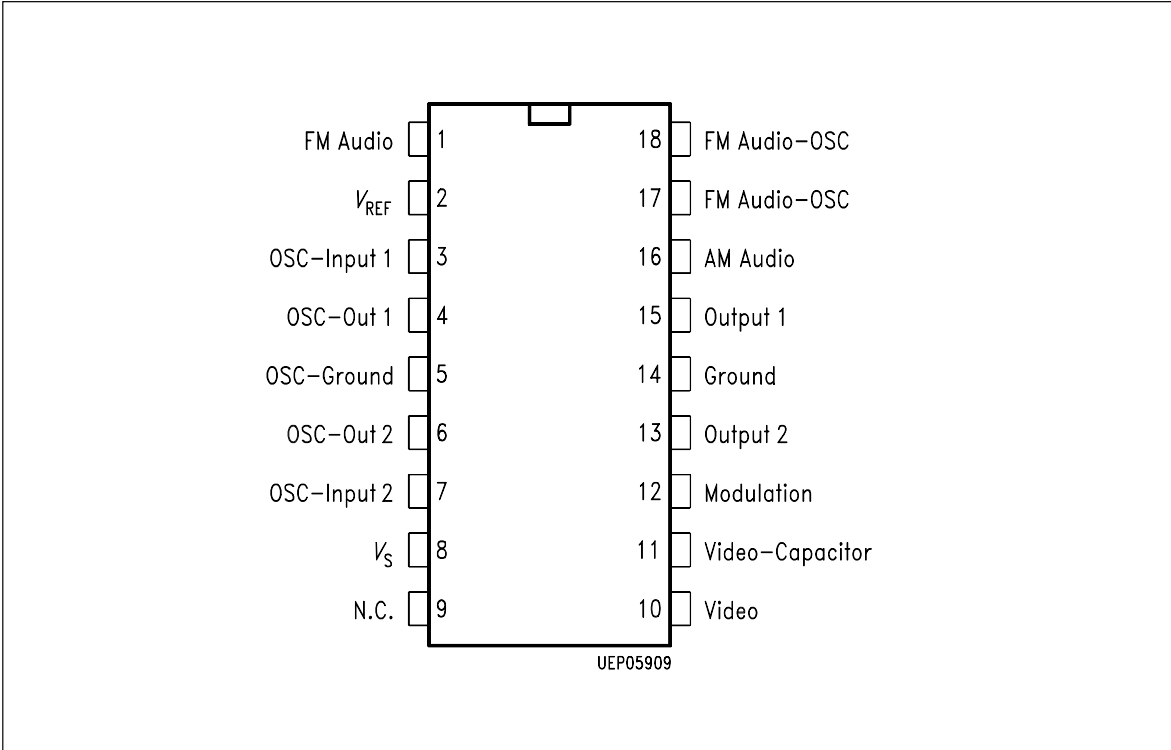 FM Audio 1 18 FM Audio-OSC
VREF 2 17 FM Audio-OSC
OSC-Input 1 3 16 AM Audio
OSC-Out 1 4 15 Output 1
OSC-Ground 5 14 Ground
OSC-Out 2 6 13 Output 2
OSC-Input 2 7 12 Modulation
VS 8 11 Video-Capacitor
N.C. 9 10 Video
UEP05909